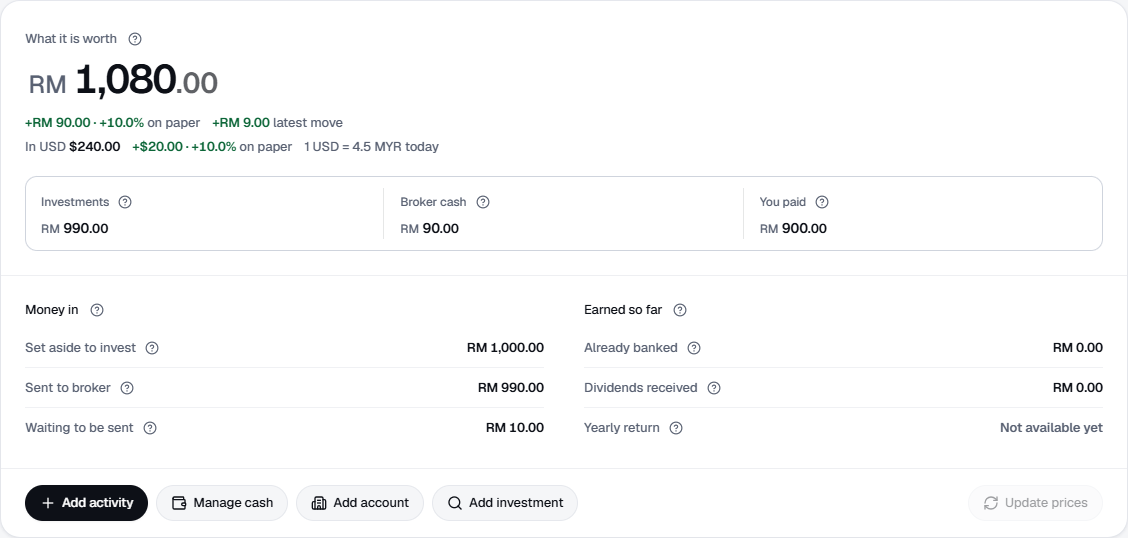 What it is worth
RM 1,080.00
+RM 90.00 · +10.0% on paper +RM 9.00 latest move
In USD $240.00 +$20.00 · +10.0% on paper 1 USD = 4.5 MYR today
Investments
RM 990.00
Broker cash
RM 90.00
You paid
RM 900.00
Money in
Set aside to invest RM 1,000.00
Sent to broker RM 990.00
Waiting to be sent RM 10.00
Earned so far
Already banked RM 0.00
Dividends received RM 0.00
Yearly return Not available yet
Add activity Manage cash Add account Add investment Update prices